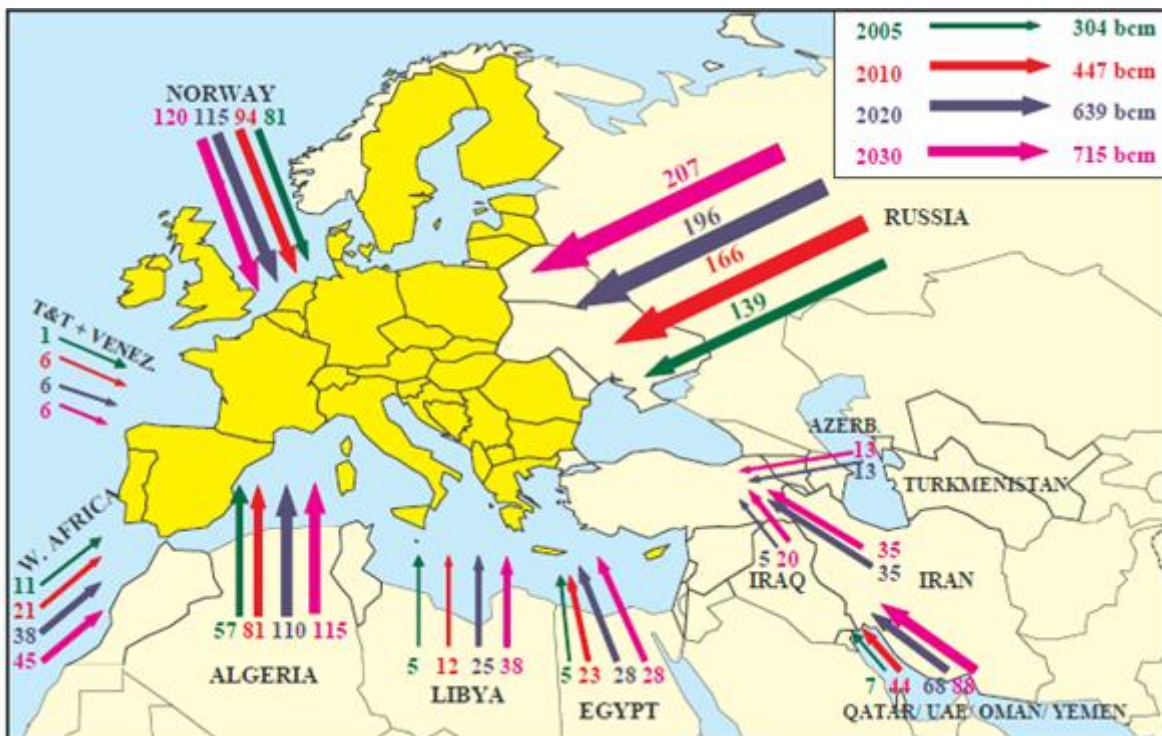 2005 304 bcm
2010 447 bcm
2020 639 bcm
2030 715 bcm
NORWAY
120 115 94 81
207
196
166
139
RUSSIA
T&T + VENEZ.
1
6
6
6
AZERB.
13
13
TURKMENISTAN
W. AFRICA
11
21
38
45
57 81 110 115
ALGERIA
5 12 25 38
LIBYA
5 23 28 28
EGYPT
5 20
IRAQ
35
35
IRAN
7 44 68 88
QATAR/ UAE/ OMAN/ YEMEN